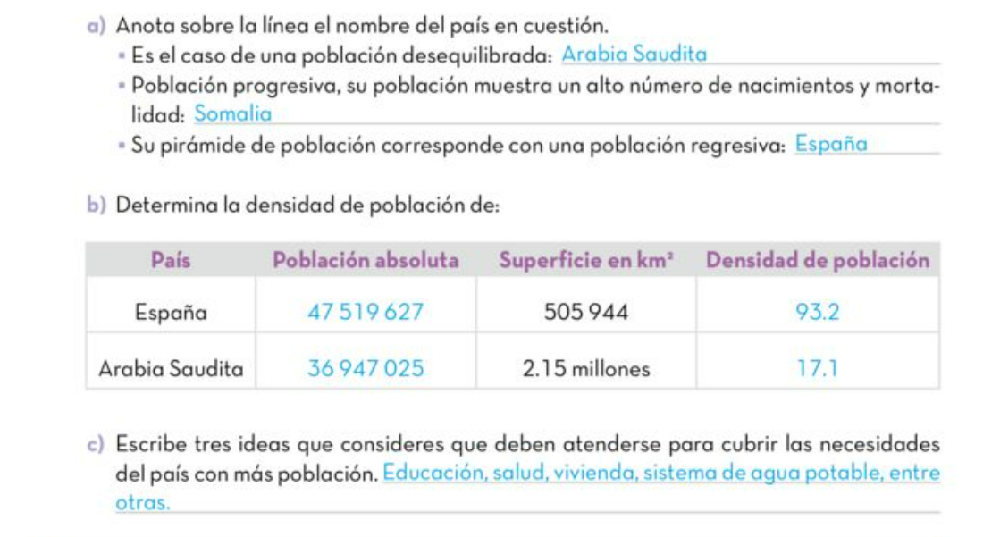 a) Anota sobre la línea el nombre del país en cuestión.
▪ Es el caso de una población desequilibrada: Arabia Saudita
▪ Población progresiva, su población muestra un alto número de nacimientos y morta-
lidad: Somalia
▪ Su pirámide de población corresponde con una población regresiva: España
b) Determina la densidad de población de:
País Población absoluta Superficie en km² Densidad de población
España 47 519 627 505 944 93.2
Arabia Saudita 36 947 025 2.15 millones 17.1
c) Escribe tres ideas que consideres que deben atenderse para cubrir las necesidades
del país con más población. Educación, salud, vivienda, sistema de agua potable, entre
otras.